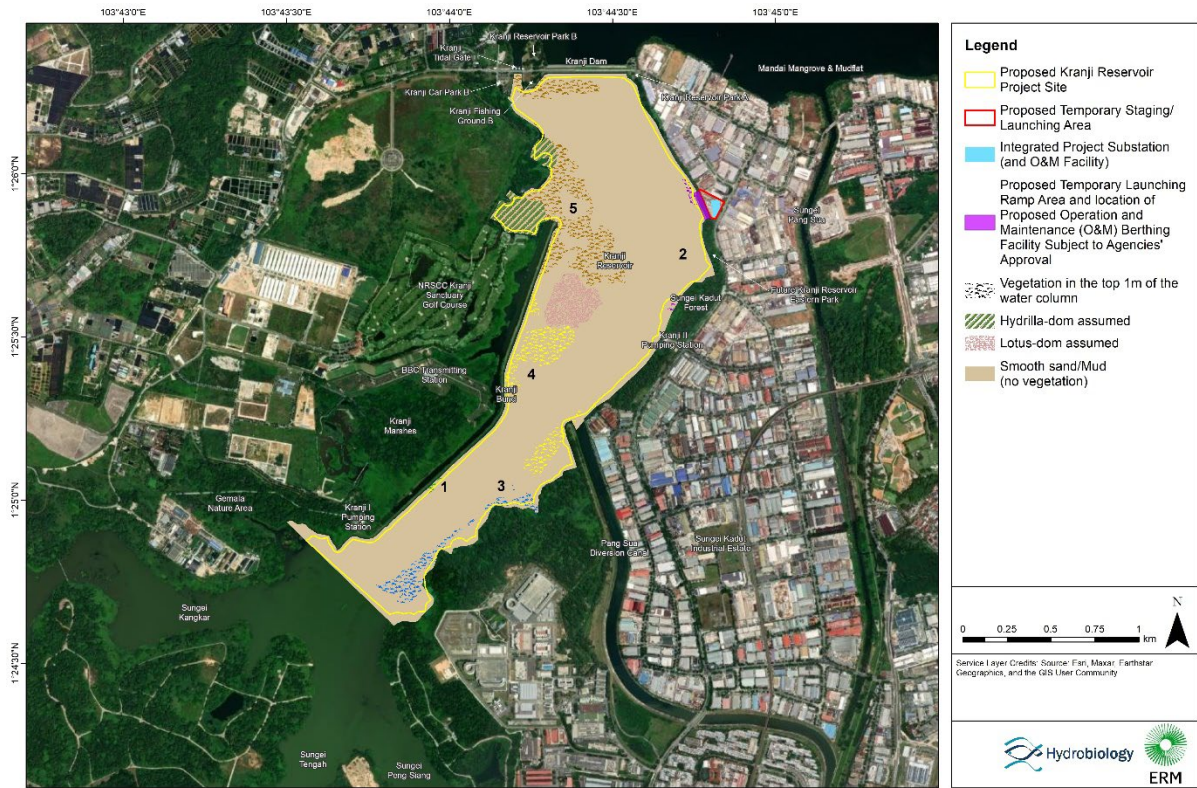 103°43'0"E
103°43'30"E
103°44'0"E
103°44'30"E
103°45'0"E
1°26'0"N
1°25'30"N
1°25'0"N
1°24'30"N
Kranji Reservoir Park B
Kranji
Tidal Gate
Kranji Dam
Mandai Mangrove & Mudflat
Kranji Car Park B
Kranji Reservoir Park A
Kranji Fishing
Ground B
Sungei
Pang Sua
5
2
Kranji
Reservoir
NRSCC Kranji
Sanctuary
Golf Course
Future Kranji Reservoir
Eastern Park
Sungei Kadut
Forest
Kranji II
Pumping Station
BBC Transmitting
Station
4
Kranji
Bund
Kranji
Marshes
1
3
Gemala
Nature Area
Kranji I
Pumping
Station
Pang Sua
Diversion Canal
Sungei Kadut
Industrial Estate
Sungei
Kangkar
Sungei
Tengah
Sungei
Peng Siang
Legend
Proposed Kranji Reservoir
Project Site
Proposed Temporary Staging/
Launching Area
Integrated Project Substation
(and O&M Facility)
Proposed Temporary Launching
Ramp Area and location of
Proposed Operation and
Maintenance (O&M) Berthing
Facility Subject to Agencies'
Approval
Vegetation in the top 1m of the
water column
Hydrilla-dom assumed
Lotus-dom assumed
Smooth sand/Mud
(no vegetation)
N
0 0.25 0.5 0.75 1
km
Service Layer Credits: Source: Esri, Maxar, Earthstar
Geographics, and the GIS User Community
Hydrobiology
ERM